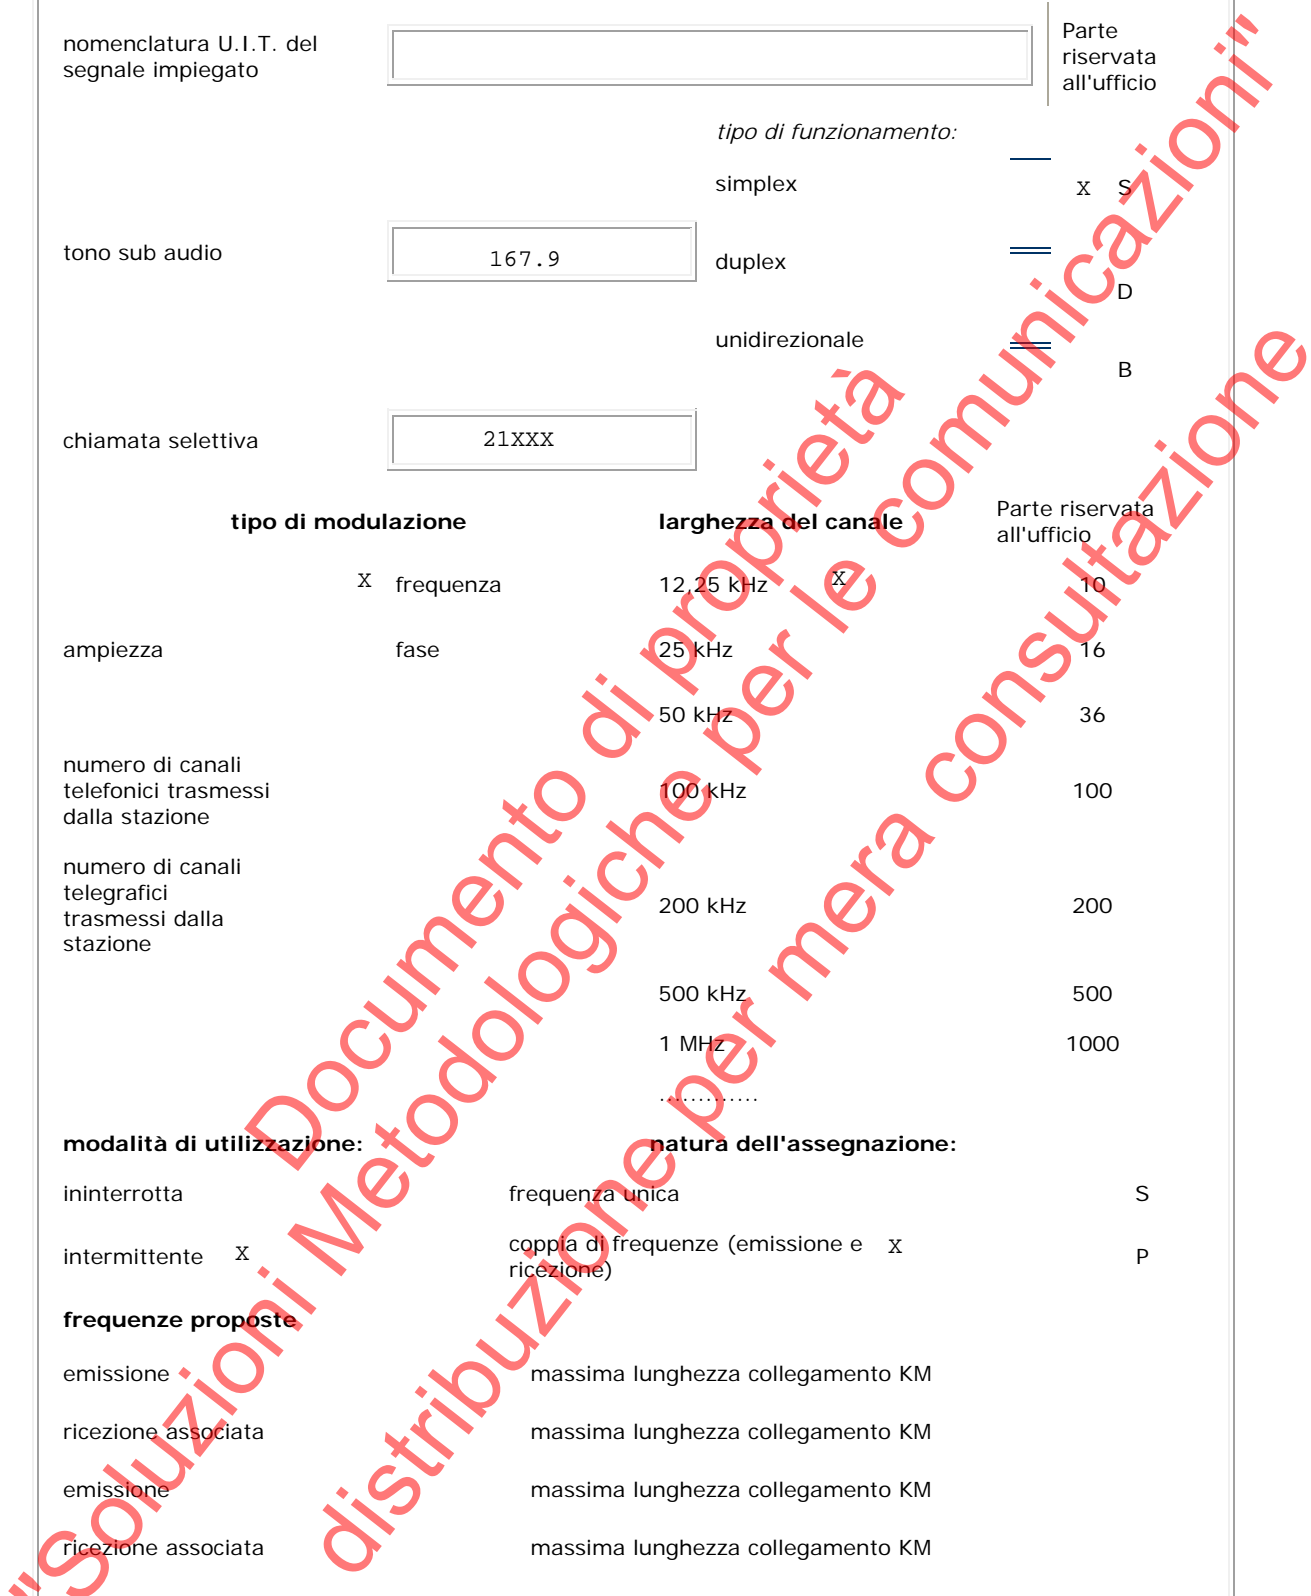 nomenclatura U.I.T. del
segnale impiegato
Parte
riservata
all'ufficio
tipo di funzionamento:
simplex X S
tono sub audio 167.9 duplex
D
unidirezionale
B
chiamata selettiva 21XXX
tipo di modulazione larghezza del canale Parte riservata
all'ufficio
X frequenza 12,25 kHz X 10
ampiezza fase 25 kHz 16
50 kHz 36
numero di canali
telefonici trasmessi 100 kHz 100
dalla stazione
numero di canali
telegrafici
trasmessi dalla 200 kHz 200
stazione
500 kHz 500
1 MHz 1000
.............
modalità di utilizzazione: natura dell'assegnazione:
ininterrotta frequenza unica S
intermittente X coppia di frequenze (emissione e X P
ricezione)
frequenze proposte
emissione massima lunghezza collegamento KM
ricezione associata massima lunghezza collegamento KM
emissione massima lunghezza collegamento KM
ricezione associata massima lunghezza collegamento KM
Documento di proprietà
"Soluzioni Metodologiche per le comunicazioni"
distribuzione per mera consultazione